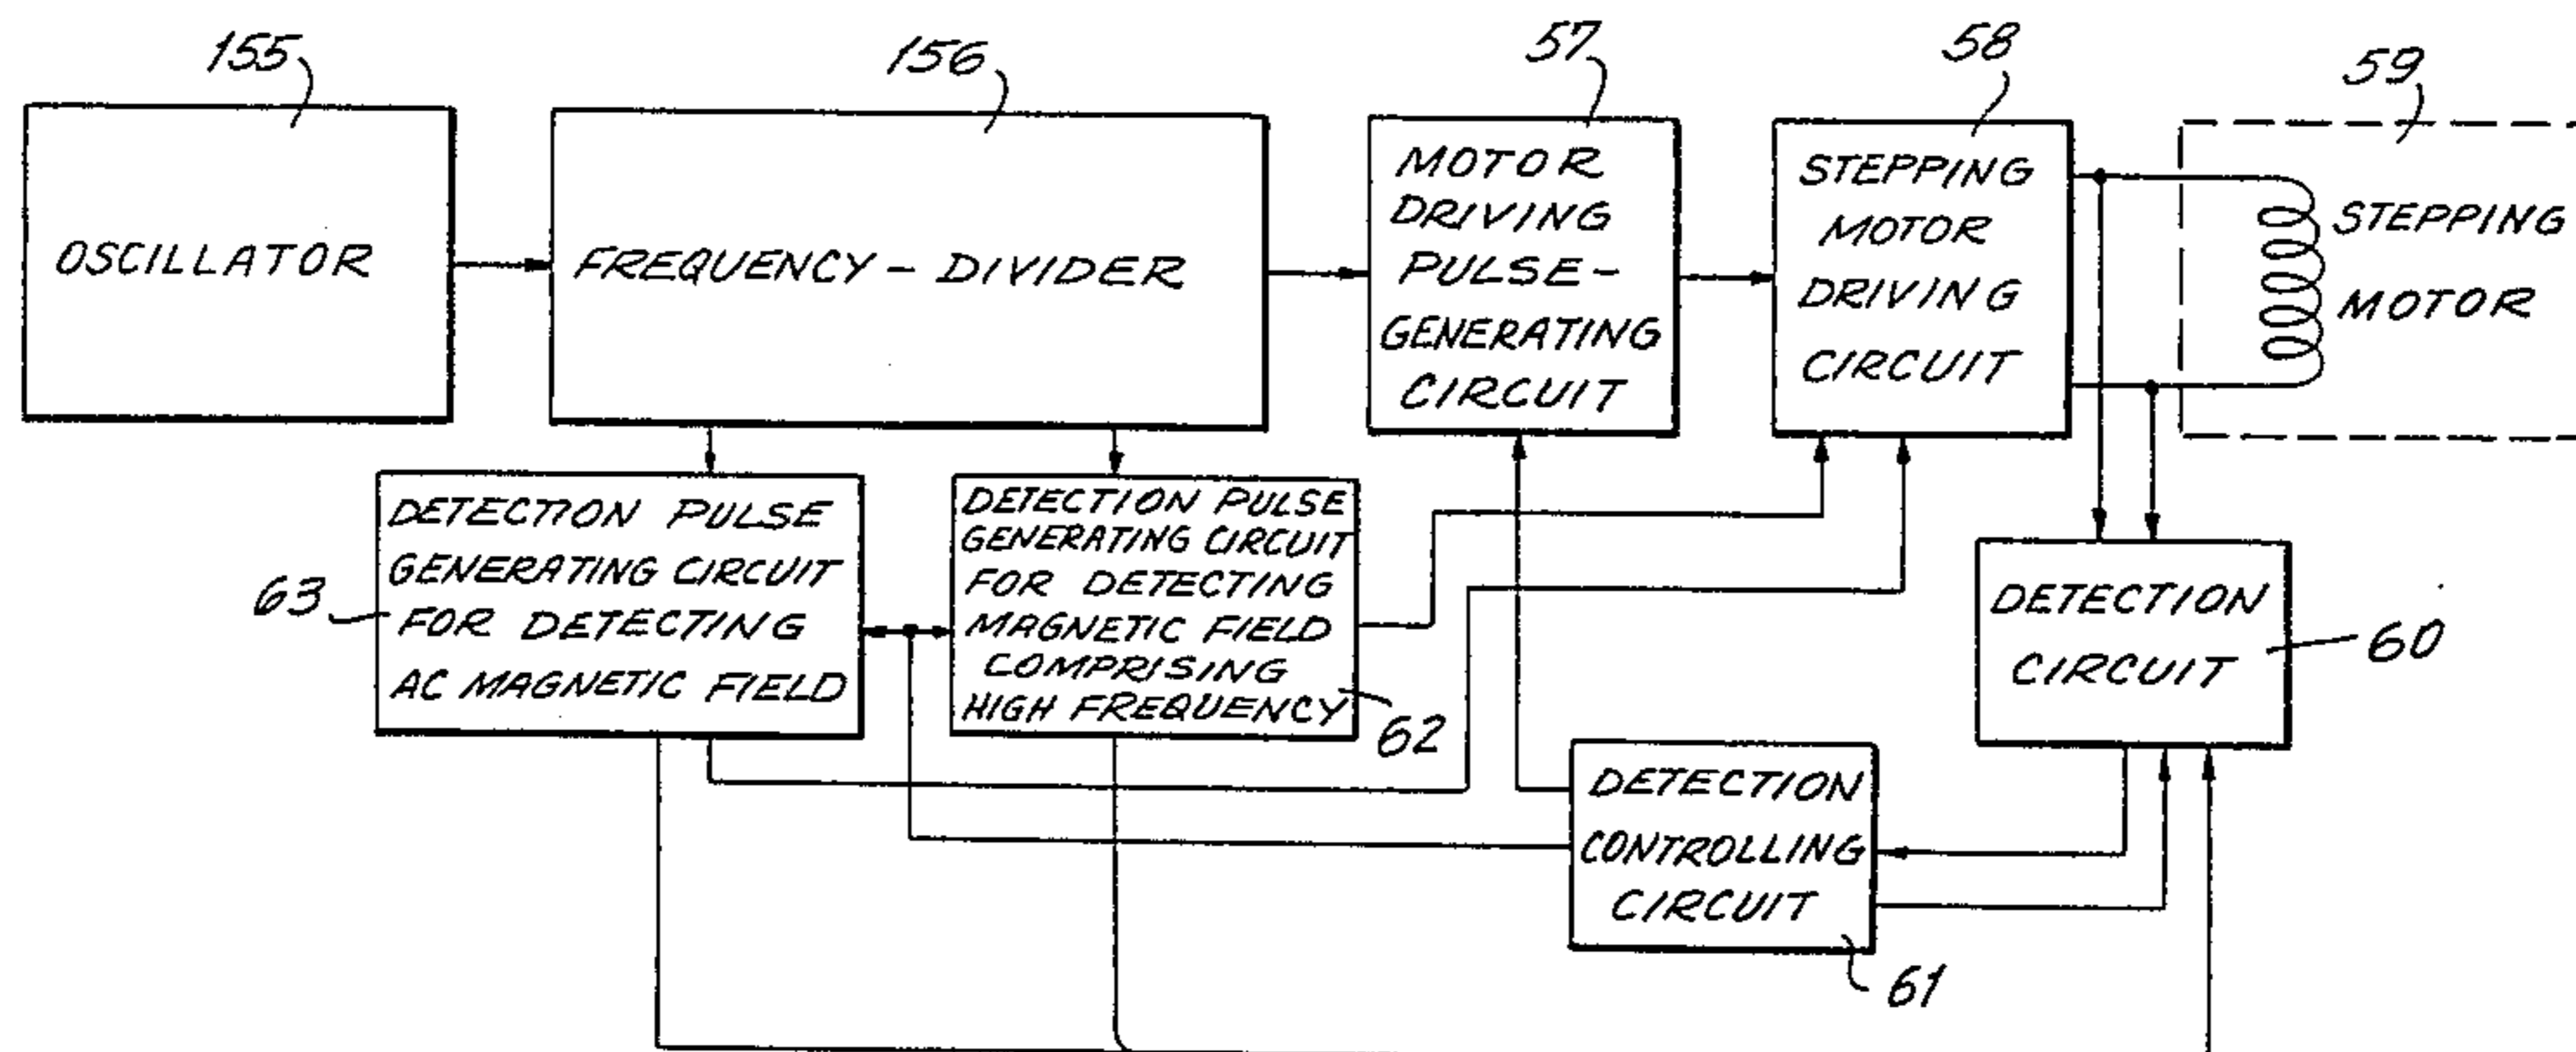 155
156
57
58
59
OSCILLATOR
FREQUENCY - DIVIDER
MOTOR
DRIVING
PULSE-
GENERATING
CIRCUIT
STEPPING
MOTOR
DRIVING
CIRCUIT
STEPPING
MOTOR
63
DETECTION PULSE
GENERATING CIRCUIT
FOR DETECTING
AC MAGNETIC FIELD
DETECTION PULSE
GENERATING CIRCUIT
FOR DETECTING
MAGNETIC FIELD
COMPRISING
HIGH FREQUENCY
62
DETECTION
CIRCUIT
60
DETECTION
CONTROLLING
CIRCUIT
61